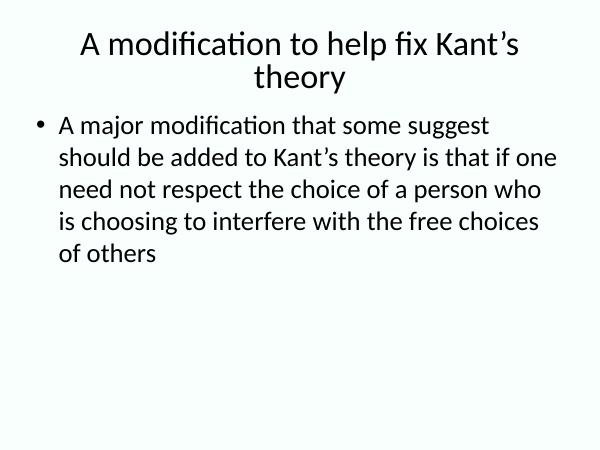 A modification to help fix Kant’s
theory
• A major modification that some suggest
should be added to Kant’s theory is that if one
need not respect the choice of a person who
is choosing to interfere with the free choices
of others